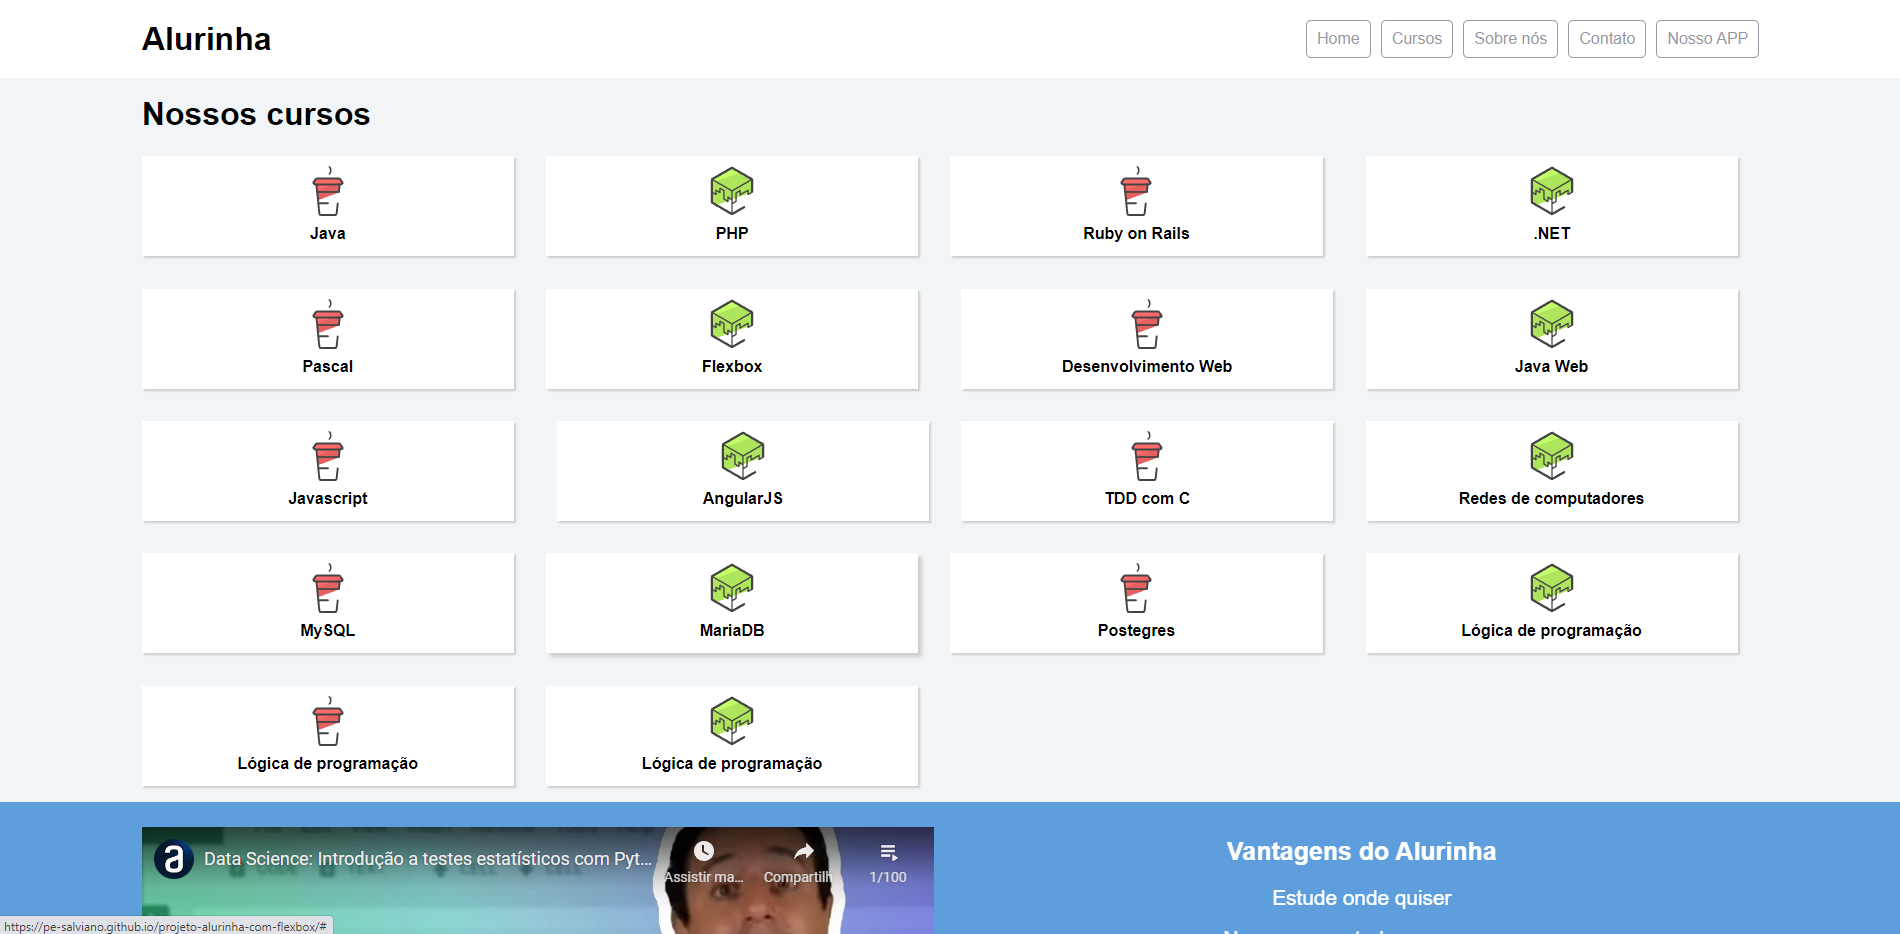 Alurinha
Home
Cursos
Sobre nós
Contato
Nosso APP
Nossos cursos
Java
PHP
Ruby on Rails
.NET
Pascal
Flexbox
Desenvolvimento Web
Java Web
Javascript
AngularJS
TDD com C
Redes de computadores
MySQL
MariaDB
Postegres
Lógica de programação
Lógica de programação
Lógica de programação
a
Data Science: Introdução a testes estatísticos com Pyt...
Assistir ma...
Compartilh
1/100
Vantagens do Alurinha
Estude onde quiser
https://pe-salviano.github.io/projeto-alurinha-com-flexbox/#